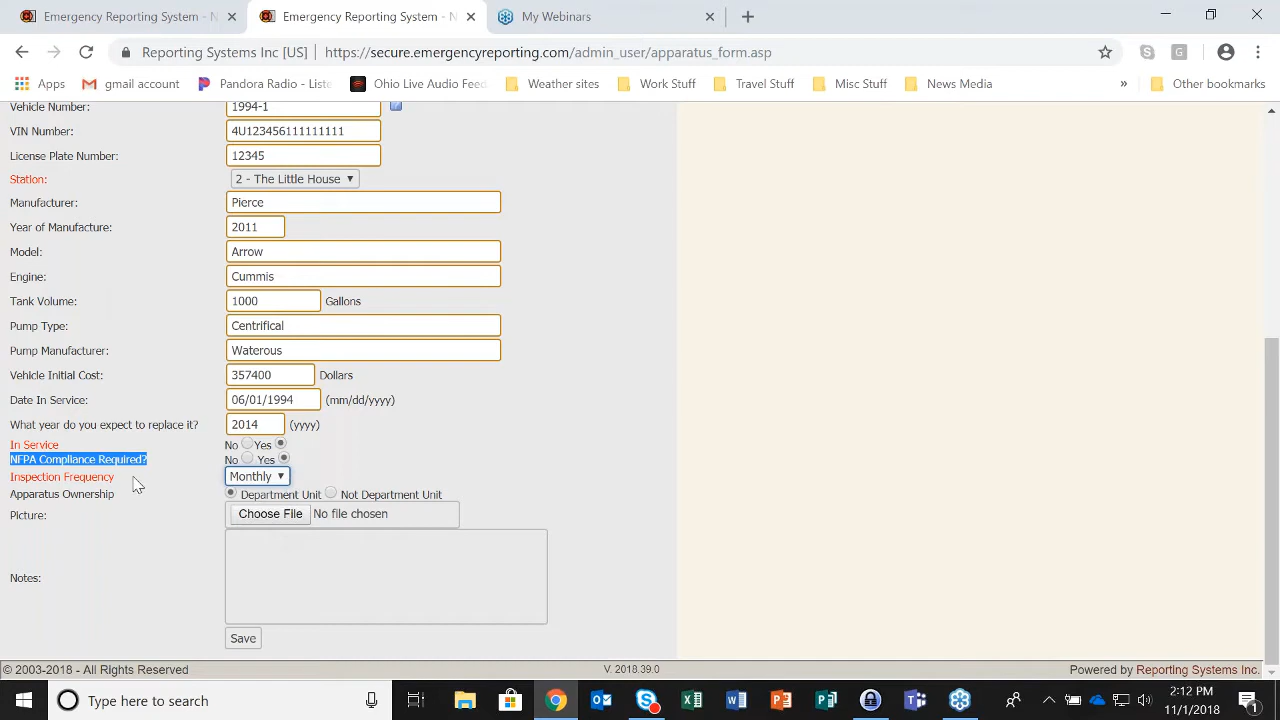 Emergency Reporting System - N
Emergency Reporting System - N
My Webinars
Reporting Systems Inc [US]
https://secure.emergencyreporting.com/admin_user/apparatus_form.asp
G
Apps
gmail account
Pandora Radio - Liste
Ohio Live Audio Feed
Weather sites
Work Stuff
Travel Stuff
Misc Stuff
News Media
»
Other bookmarks
Vehicle Number: 1994-1
VIN Number: 4U123456111111111
License Plate Number: 12345
Station: 2 - The Little House
Manufacturer: Pierce
Year of Manufacture: 2011
Model: Arrow
Engine: Cummis
Tank Volume: 1000 Gallons
Pump Type: Centrifical
Pump Manufacturer: Waterous
Vehicle Initial Cost: 357400 Dollars
Date In Service: 06/01/1994 (mm/dd/yyyy)
What year do you expect to replace it? 2014 (yyyy)
In Service No Yes
NFPA Compliance Required? No Yes
Inspection Frequency Monthly
Apparatus Ownership Department Unit Not Department Unit
Picture: Choose File No file chosen
Notes:
Save
© 2003-2018 - All Rights Reserved
V. 2018.39.0
Powered by Reporting Systems Inc.
Type here to search
2:12 PM
11/1/2018